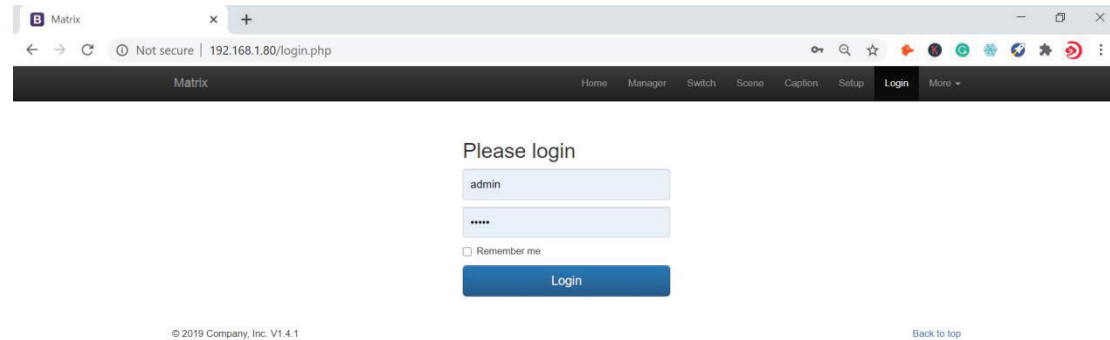 B Matrix
Not secure | 192.168.1.80/login.php
Matrix Home Manager Switch Scene Caption Setup Login More
Please login
admin
•••••
Remember me
Login
© 2019 Company, Inc. V1.4.1 Back to top